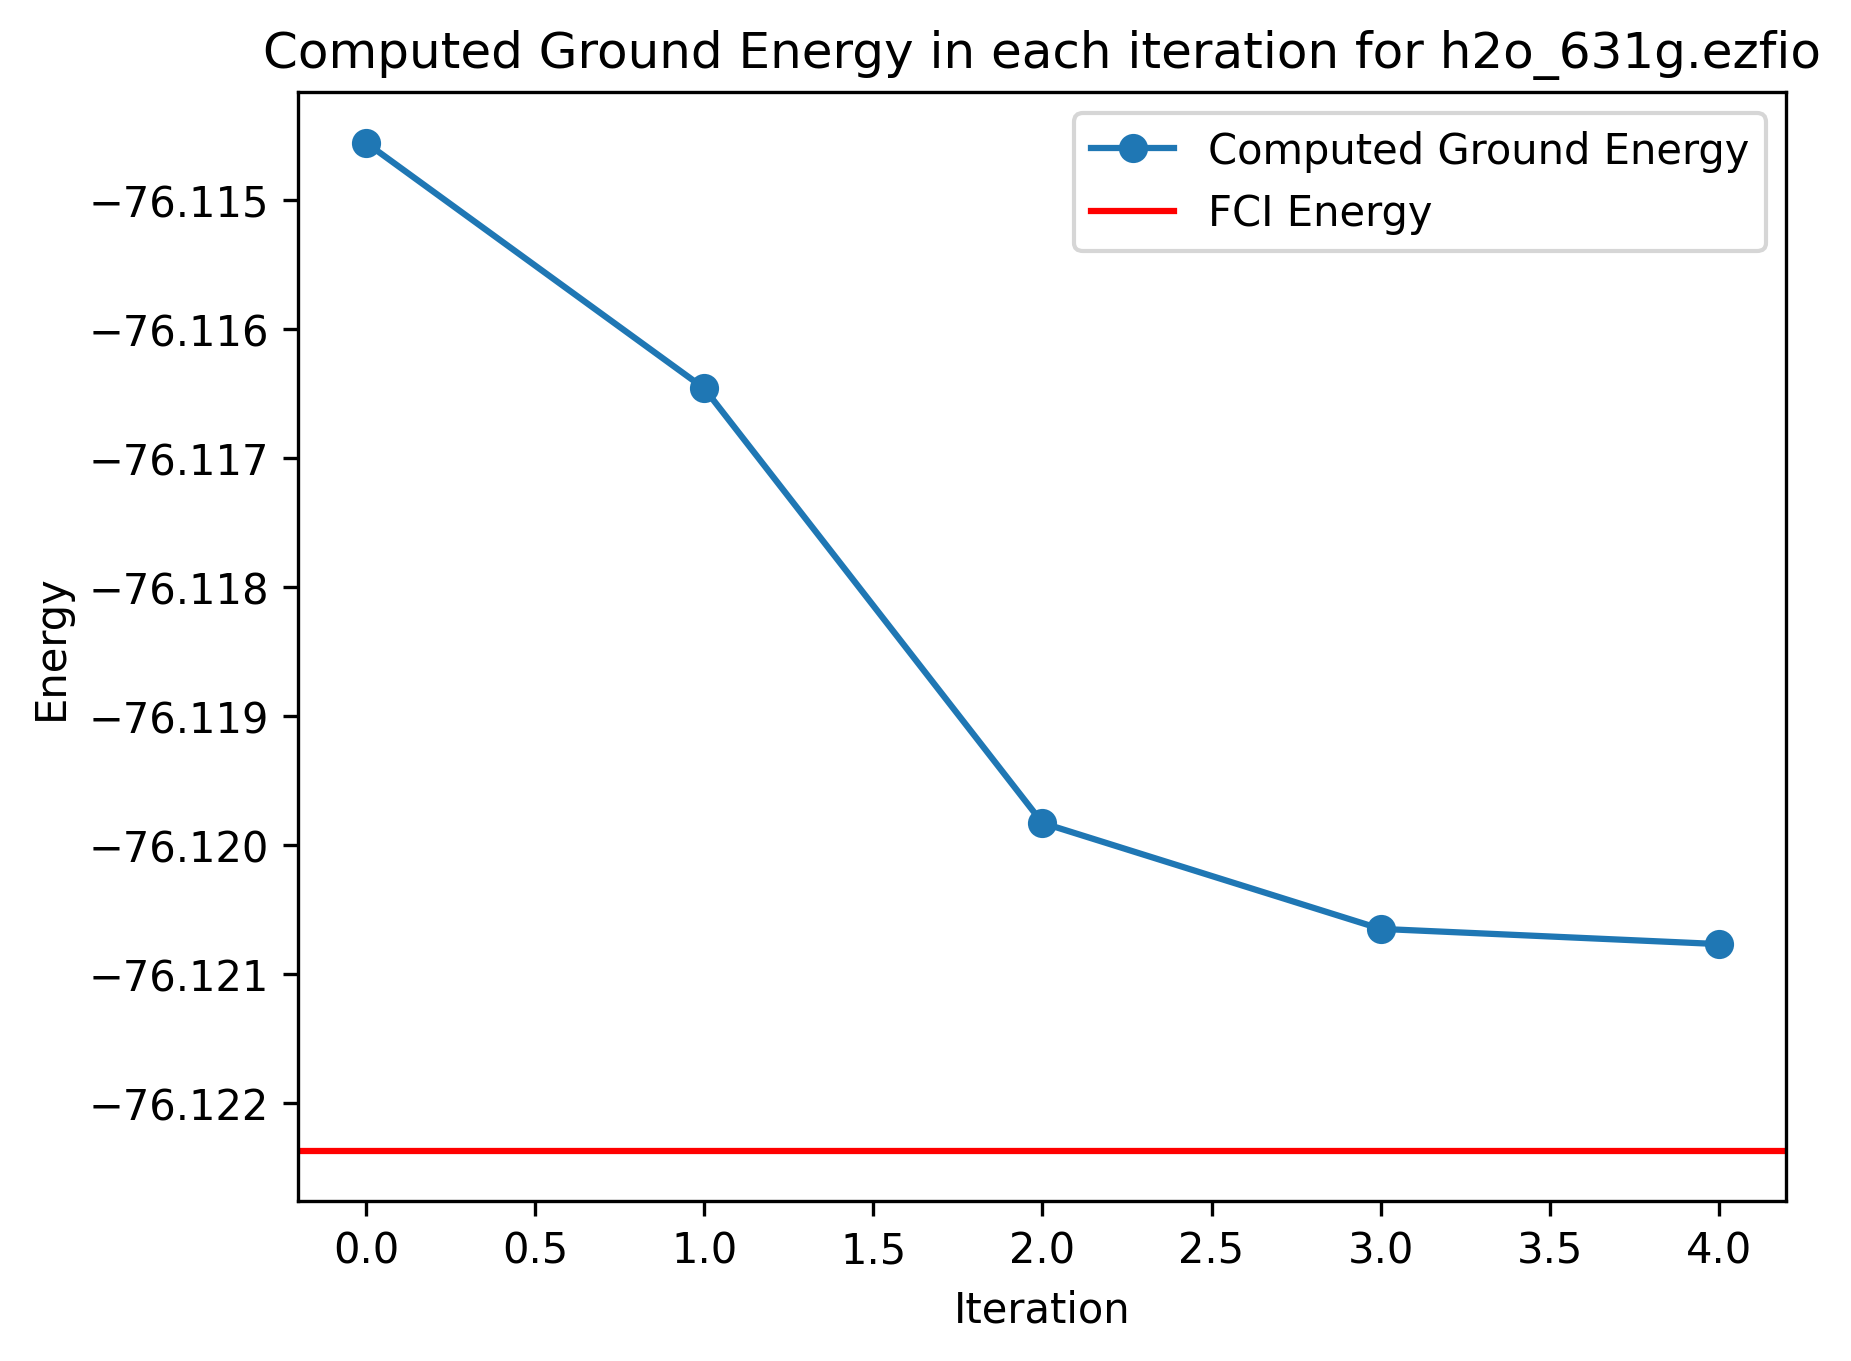 Computed Ground Energy in each iteration for h2o_631g.ezfio
Computed Ground Energy
FCI Energy
−76.115
−76.116
−76.117
−76.118
−76.119
−76.120
−76.121
−76.122
Energy
0.0 0.5 1.0 1.5 2.0 2.5 3.0 3.5 4.0
Iteration